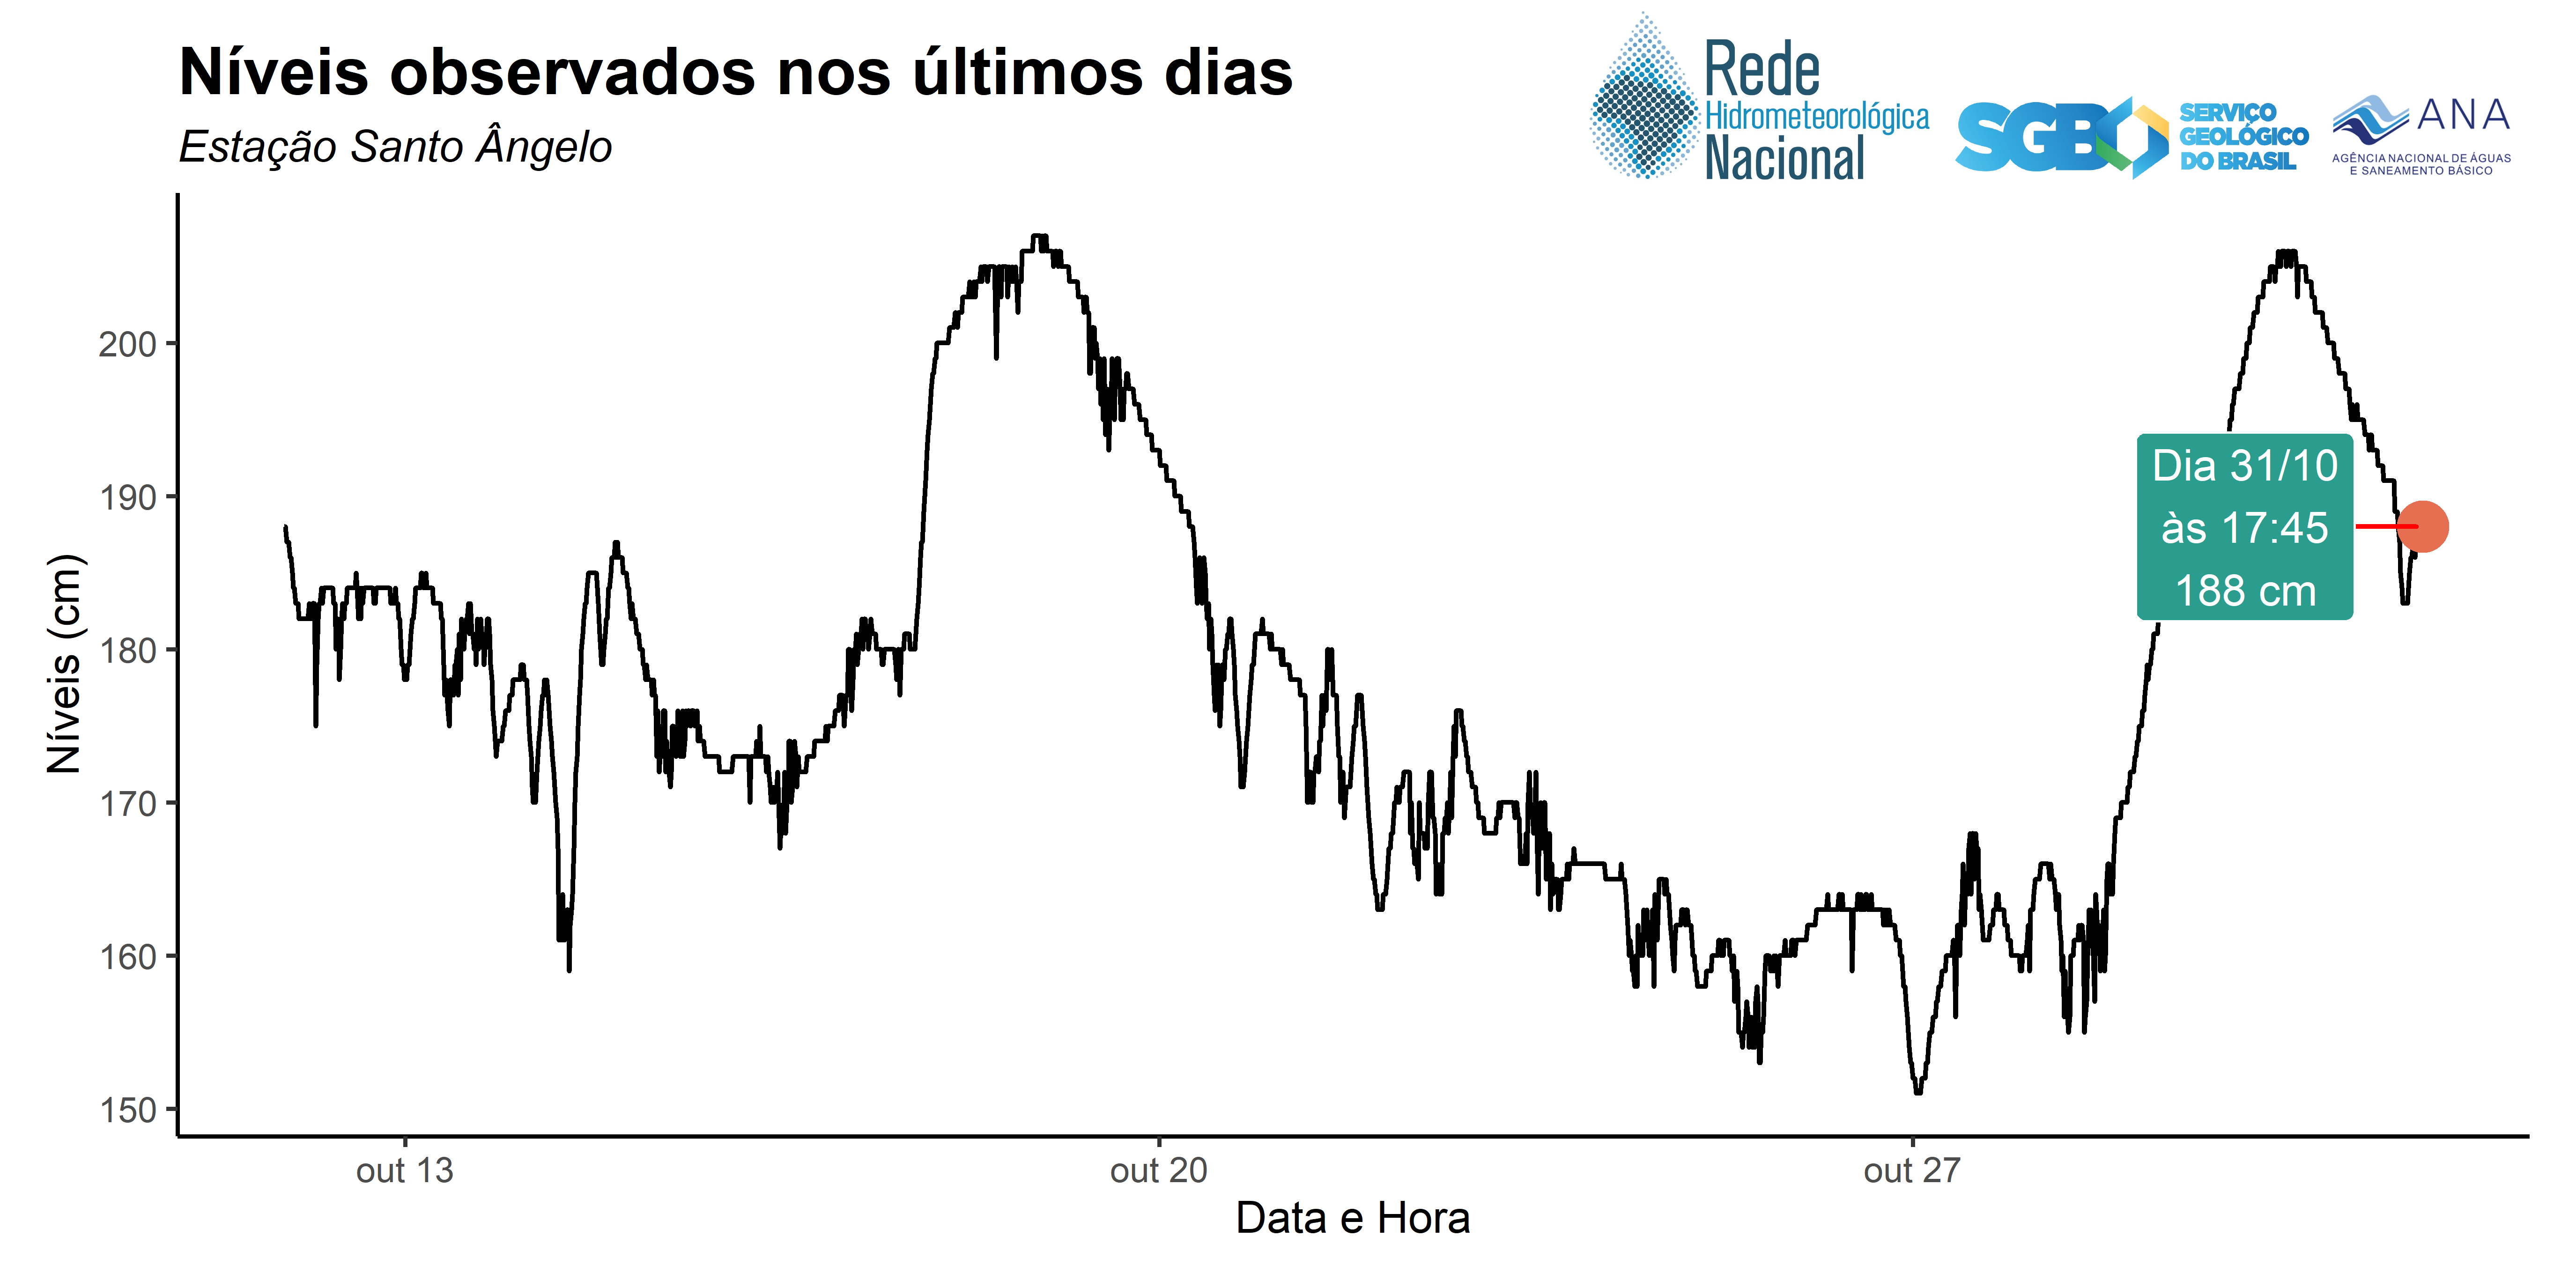 Níveis observados nos últimos dias
Estação Santo Ângelo
Rede
Hidrometeorológica
Nacional
SGB
SERVIÇO
GEOLÓGICO
DO BRASIL
ANA
AGÊNCIA NACIONAL DE ÁGUAS
E SANEAMENTO BÁSICO
Níveis (cm)
200
190
180
170
160
150
Dia 31/10
às 17:45
188 cm
out 13
out 20
out 27
Data e Hora